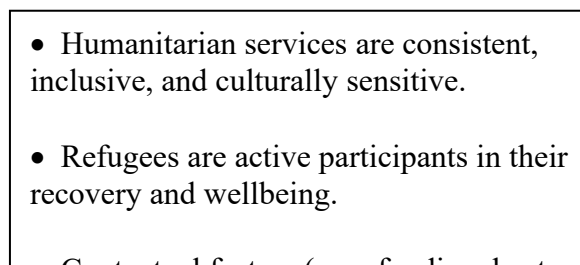 • Humanitarian services are consistent,
inclusive, and culturally sensitive.
• Refugees are active participants in their
recovery and wellbeing.